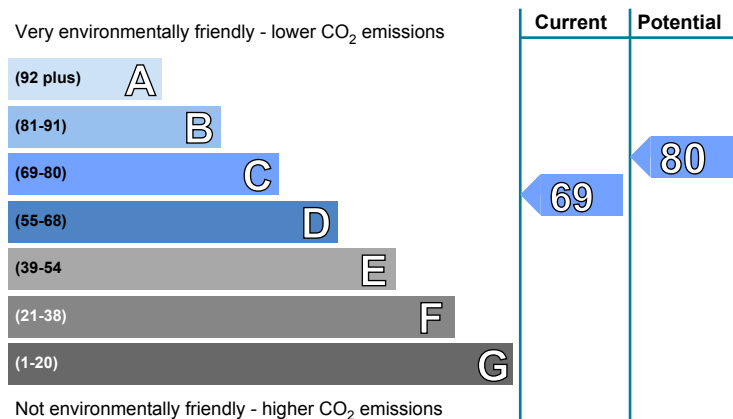 Very environmentally friendly - lower CO₂ emissions
Current
Potential
(92 plus) A
(81-91) B
(69-80) C
(55-68) D
(39-54 E
(21-38) F
(1-20) G
69
80
Not environmentally friendly - higher CO₂ emissions